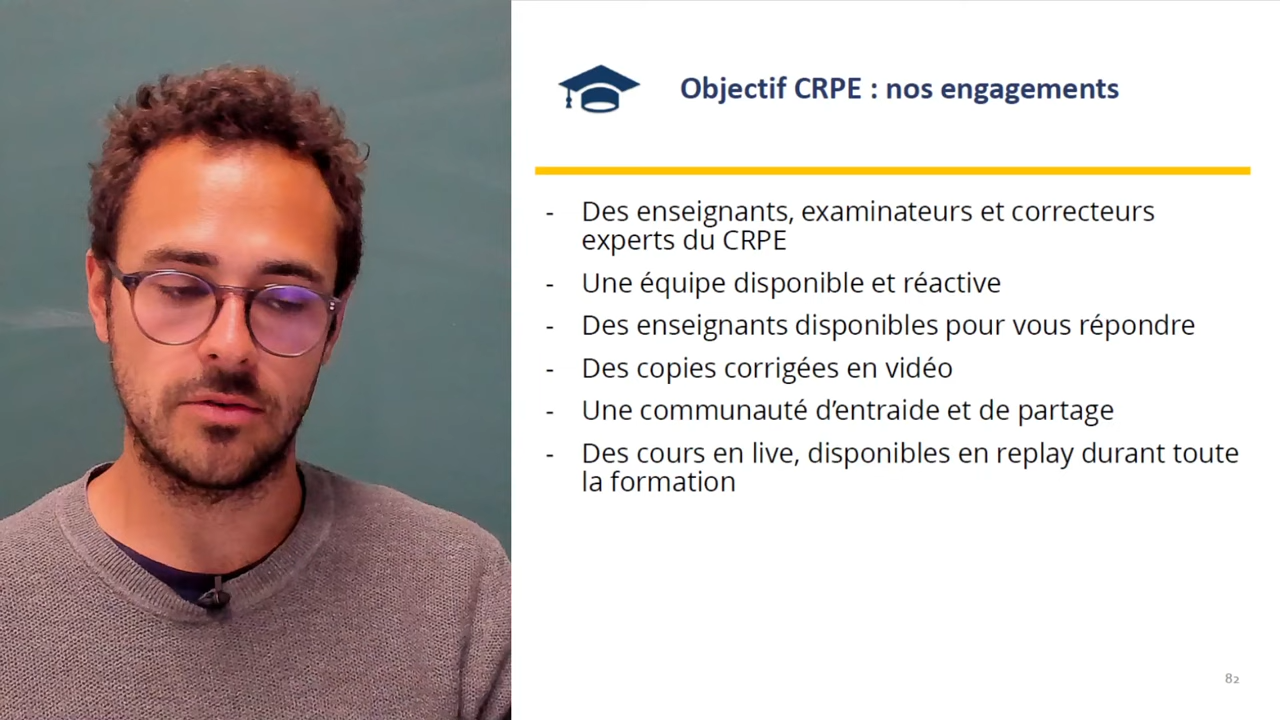 Objectif CRPE : nos engagements
- Des enseignants, examinateurs et correcteurs
experts du CRPE
- Une équipe disponible et réactive
- Des enseignants disponibles pour vous répondre
- Des copies corrigées en vidéo
- Une communauté d’entraide et de partage
- Des cours en live, disponibles en replay durant toute
la formation
82